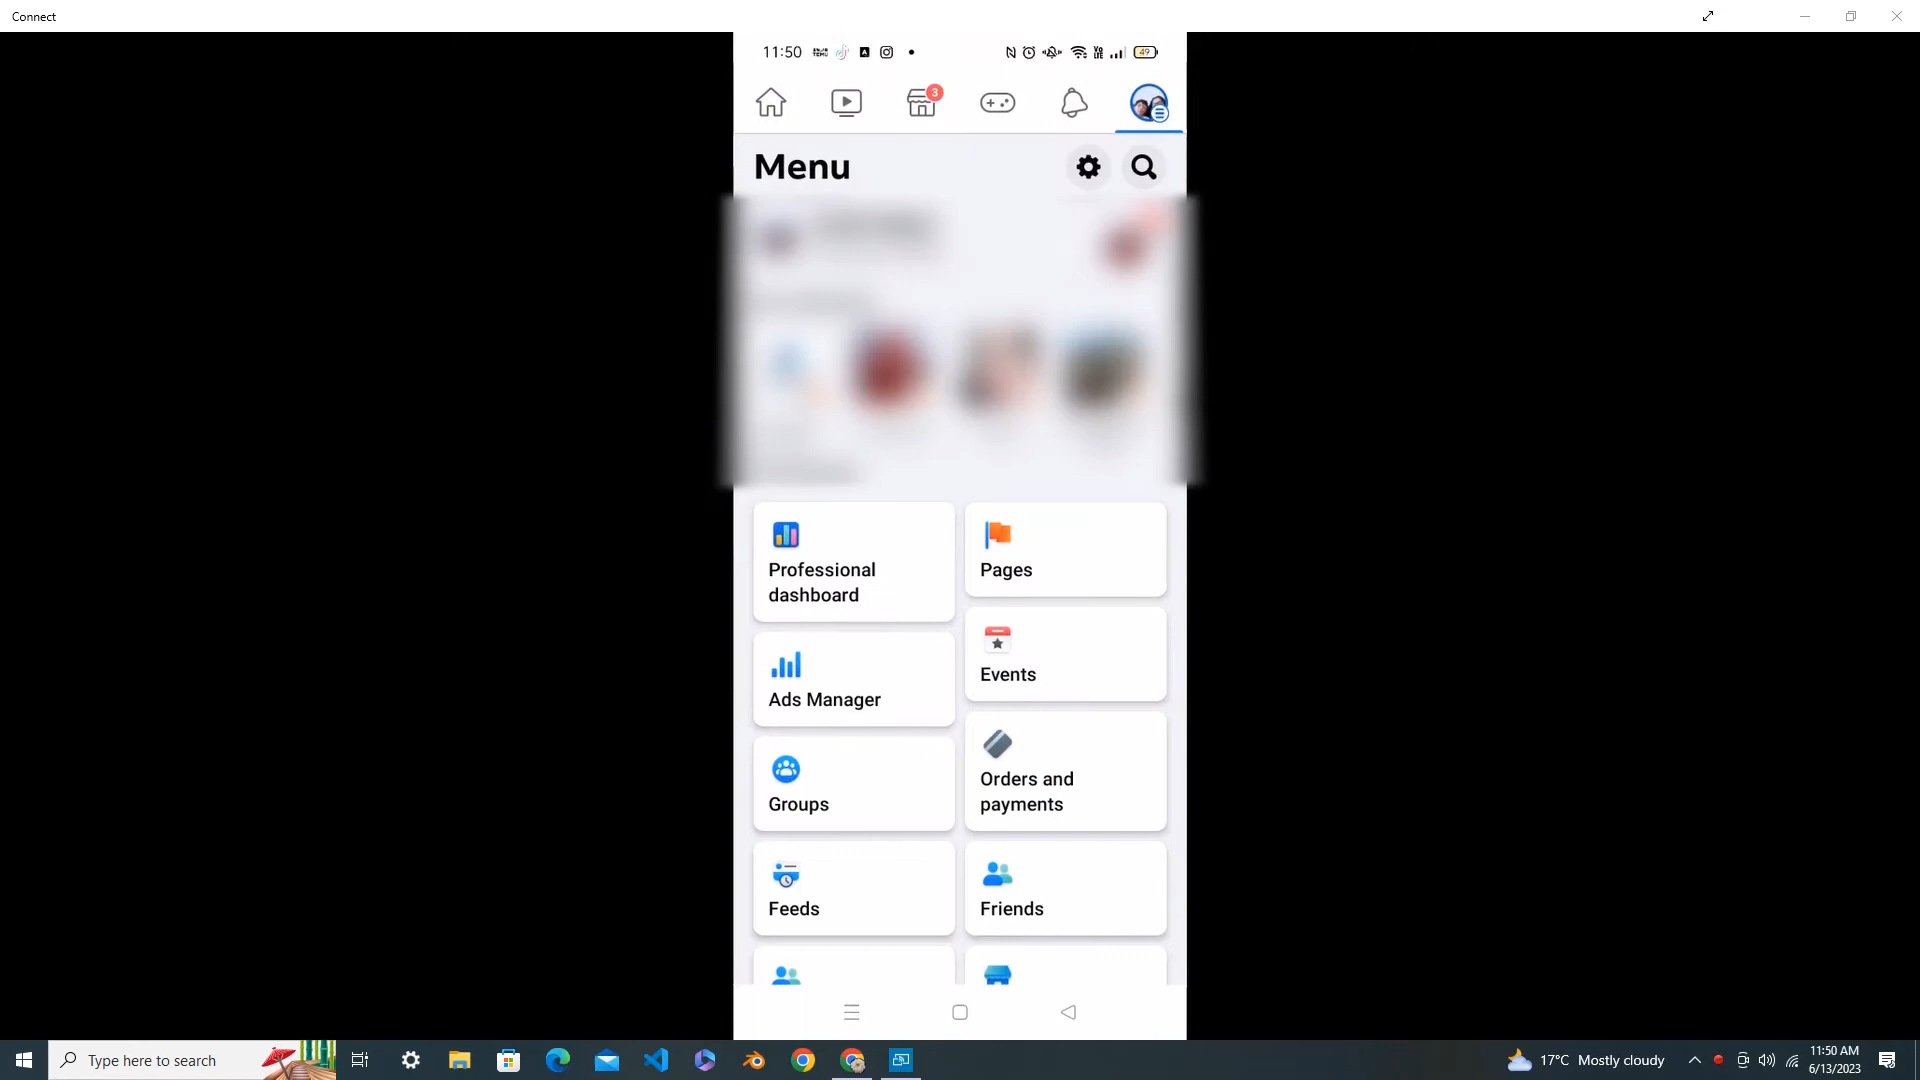 Connect
11:50
49
3
Menu
Professional
dashboard
Pages
Events
Ads Manager
Orders and
payments
Groups
Feeds
Friends
Type here to search
17°C Mostly cloudy
11:50 AM
6/13/2023